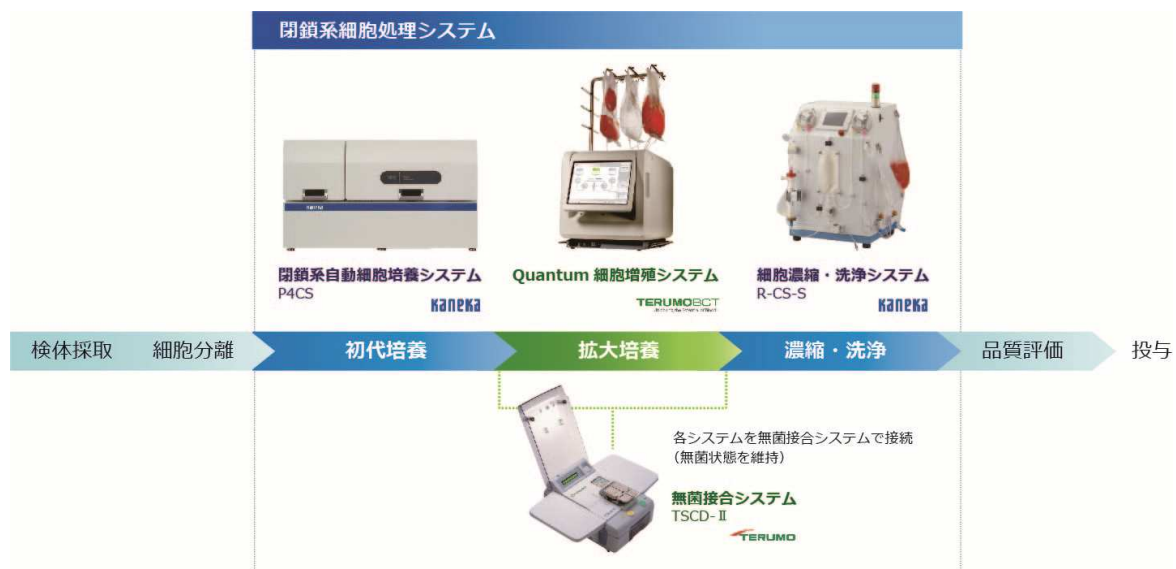 閉鎖系細胞処理システム
閉鎖系自動細胞培養システム
P4CS
Kaneka
Quantum 細胞増殖システム
TERUMOBCT
細胞濃縮・洗浄システム
R-CS-S
Kaneka
検体採取
細胞分離
初代培養
拡大培養
濃縮・洗浄
品質評価
投与
各システムを無菌接合システムで接続
(無菌状態を維持)
無菌接合システム
TSCD-Ⅱ
TERUMO